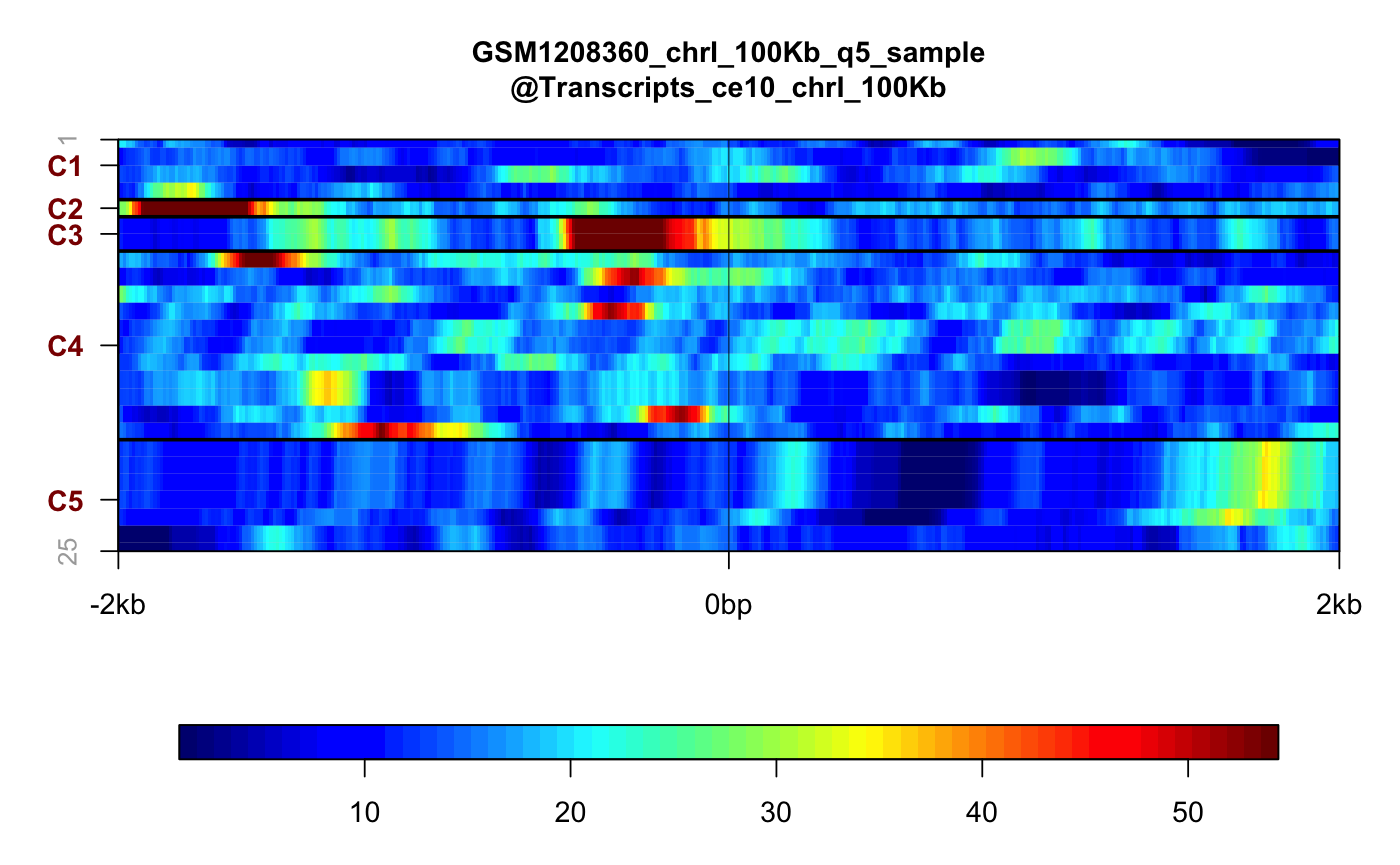 GSM1208360_chrI_100Kb_q5_sample
@Transcripts_ce10_chrI_100Kb
1
C1
C2
C3
C4
C5
25
-2kb 0bp 2kb
10 20 30 40 50